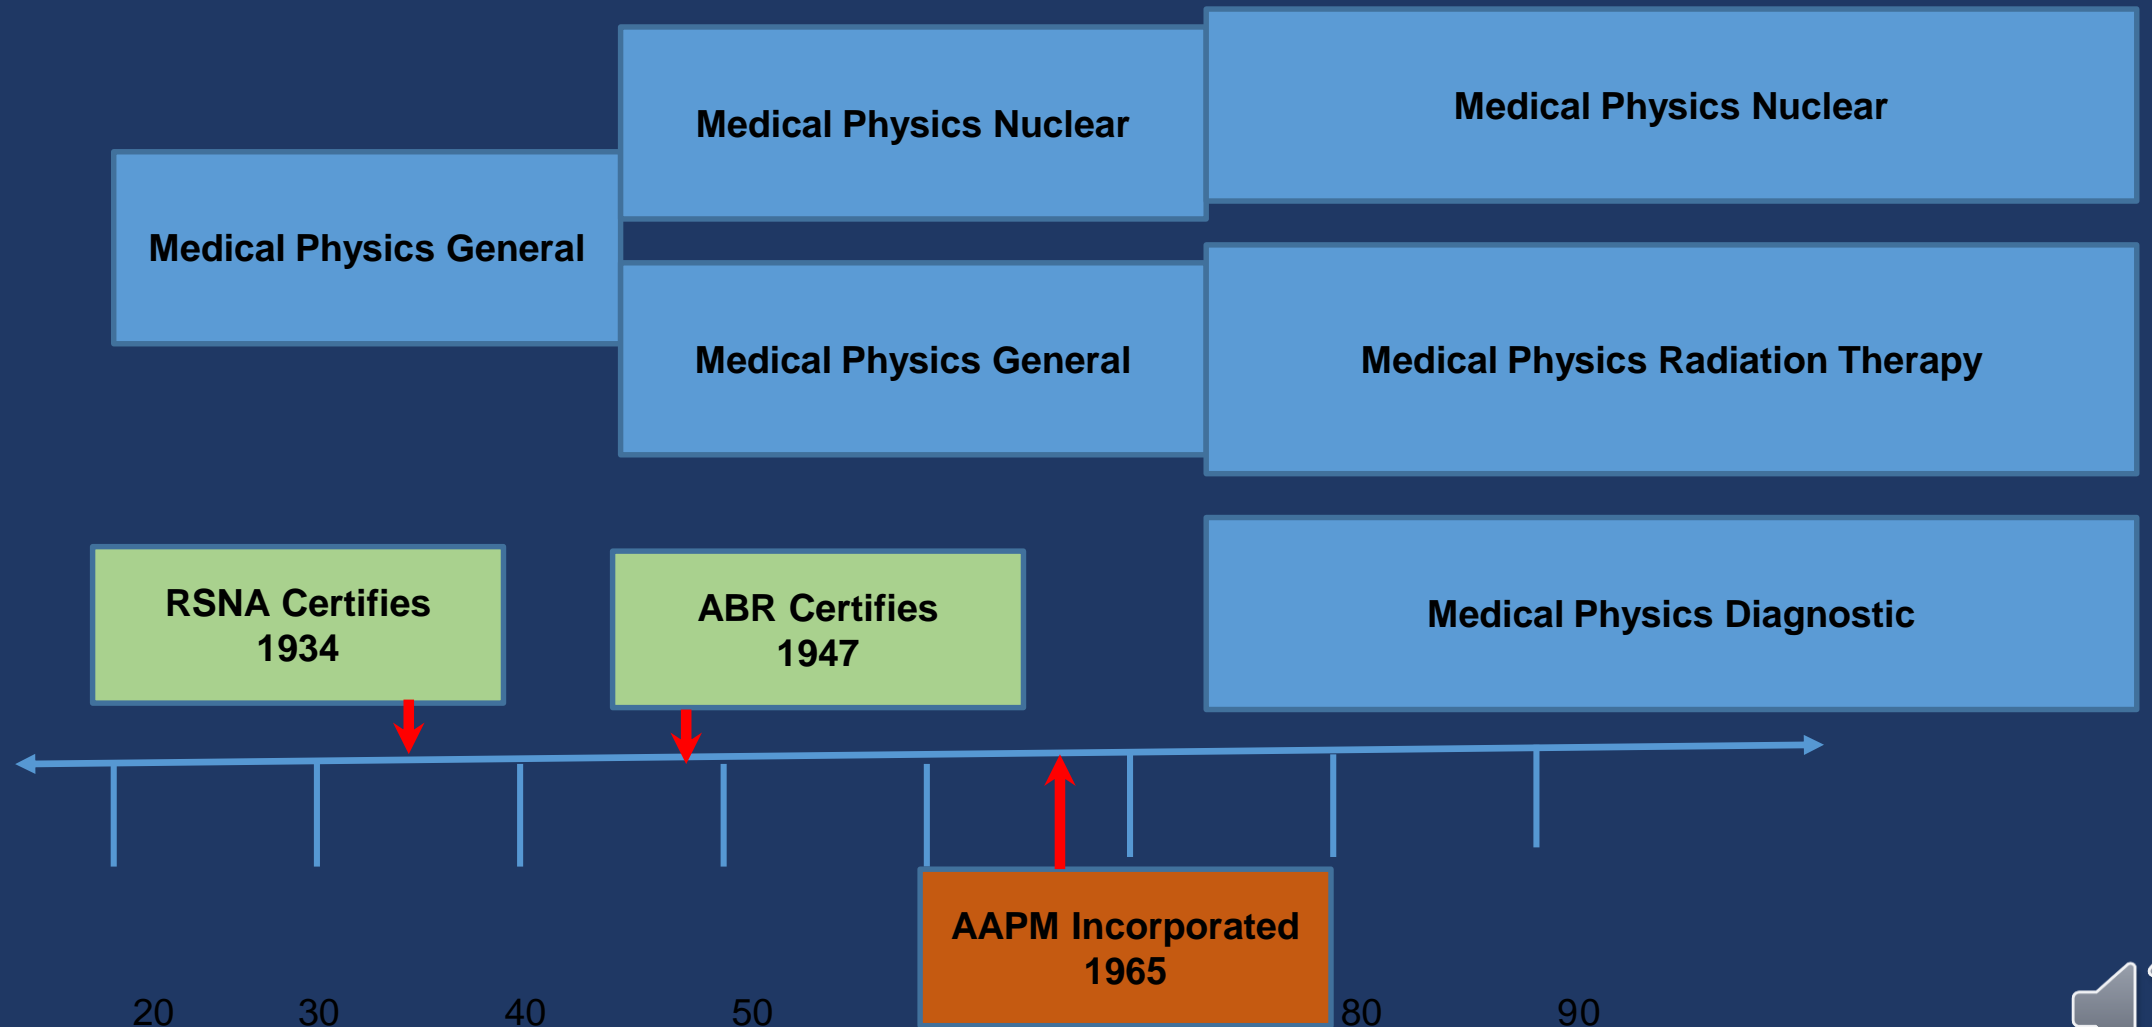 Medical Physics Nuclear
Medical Physics Nuclear
Medical Physics General
Medical Physics General
Medical Physics Radiation Therapy
RSNA Certifies
1934
ABR Certifies
1947
Medical Physics Diagnostic
AAPM Incorporated
1965
20 30 40 50 80 90